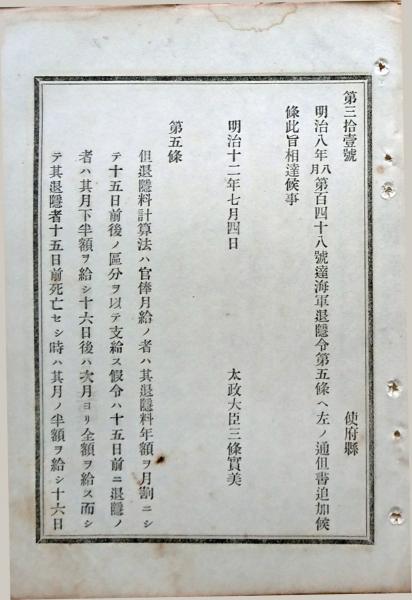 第三拾壹號
使府縣
明治八年八月第百四十八號達海軍退隱令第五條ヘ左ノ通但書追加候
條此旨相達候事
明治十二年七月四日
太政大臣三條實美
第五條
但退隱料計算法ハ官俸月給ノ者ハ其退隱料年額ヲ月割ニシ
テ十五日前後ノ區分ヲ以テ支給ス假令ハ十五日前ニ退隱ノ
者ハ其月下半額ヲ給シ十六日後ハ次月ヨリ全額ヲ給ス而シ
テ其退隱者十五日前死亡セシ時ハ其月ノ半額ヲ給シ十六日